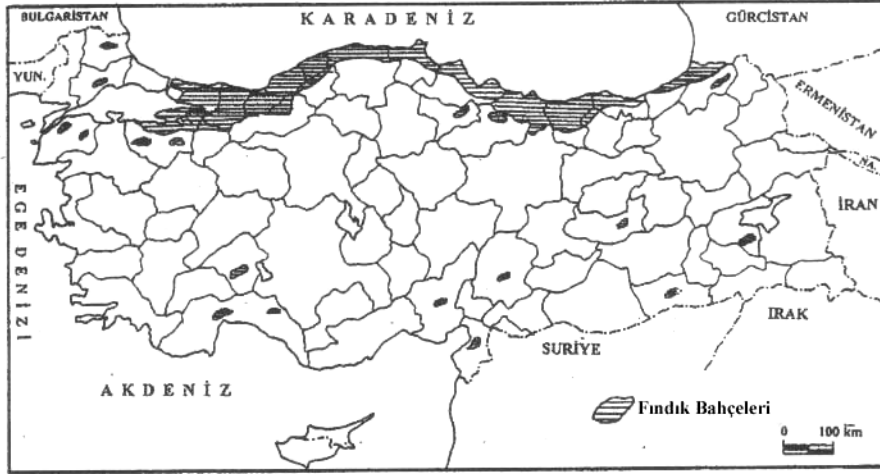 BULGARİSTAN
KARADENİZ
GÜRCİSTAN
YUN.
ERMENİSTAN
NA.
İRAN
EGE DENİZİ
IRAK
SURİYE
AKDENİZ
Fındık Bahçeleri
0 100 km